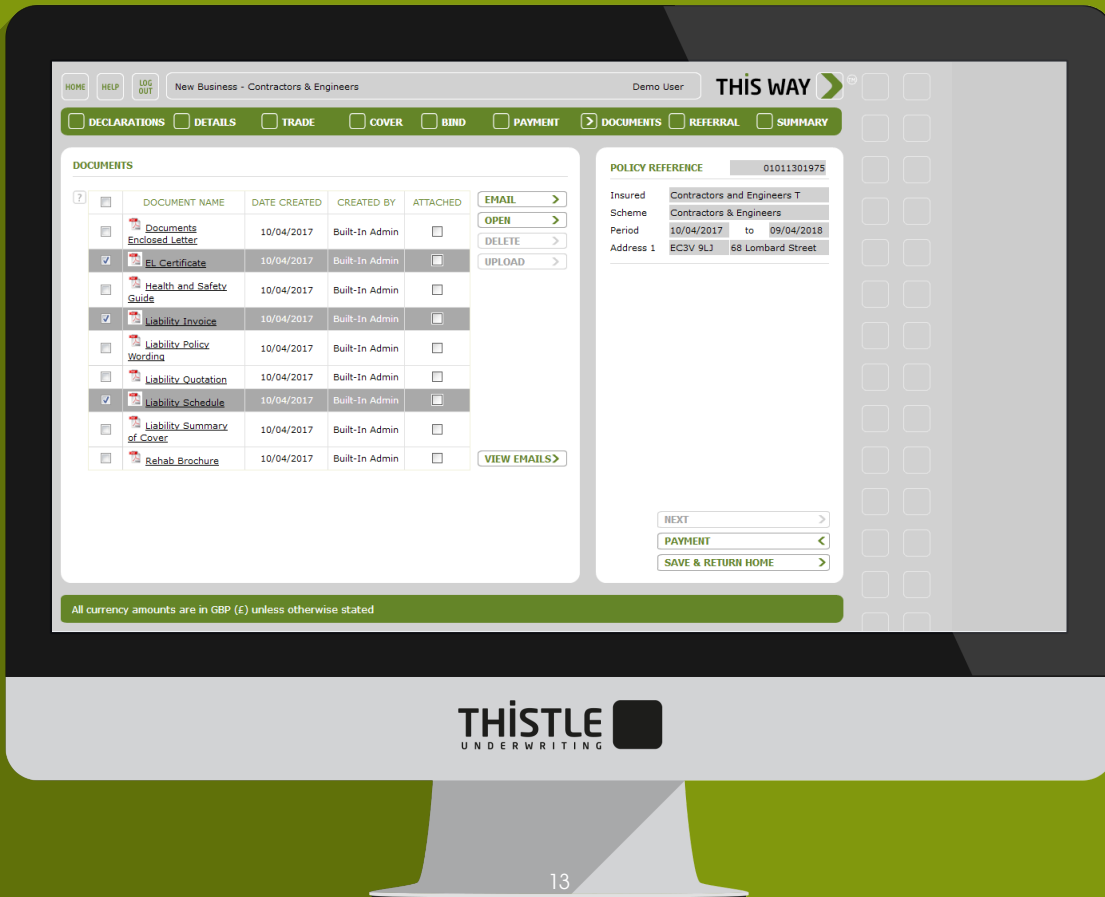 HOME HELP LOG OUT New Business - Contractors & Engineers Demo User THIS WAY
DECLARATIONS DETAILS TRADE COVER BIND PAYMENT > DOCUMENTS REFERRAL SUMMARY
DOCUMENTS
? DOCUMENT NAME DATE CREATED CREATED BY ATTACHED
Documents
Enclosed Letter 10/04/2017 Built-In Admin
EL Certificate 10/04/2017 Built-In Admin
Health and Safety
Guide 10/04/2017 Built-In Admin
Liability Invoice 10/04/2017 Built-In Admin
Liability Policy
Wording 10/04/2017 Built-In Admin
Liability Quotation 10/04/2017 Built-In Admin
Liability Schedule 10/04/2017 Built-In Admin
Liability Summary
of Cover 10/04/2017 Built-In Admin
Rehab Brochure 10/04/2017 Built-In Admin
EMAIL >
OPEN >
DELETE >
UPLOAD >
VIEW EMAILS>
POLICY REFERENCE 01011301975
Insured Contractors and Engineers T
Scheme Contractors & Engineers
Period 10/04/2017 to 09/04/2018
Address 1 EC3V 9LJ 68 Lombard Street
NEXT >
PAYMENT <
SAVE & RETURN HOME >
All currency amounts are in GBP (£) unless otherwise stated
THISTLE
UNDERWRITING
13